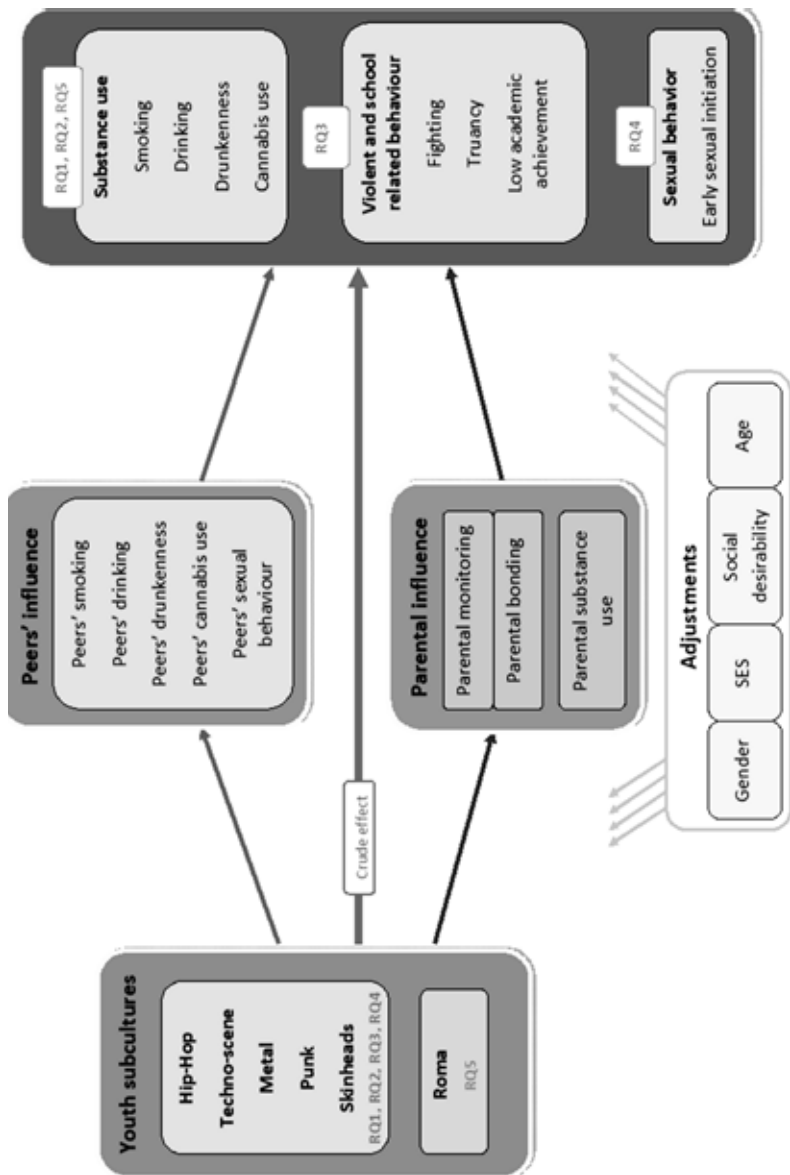 Youth subcultures
Hip-Hop
Techno-scene
Metal
Punk
Skinheads
RQ1, RQ2, RQ3, RQ4
Roma
RQ5
Crude effect
Peers' influence
Peers' smoking
Peers' drinking
Peers' drunkenness
Peers' cannabis use
Peers' sexual
behaviour
Parental influence
Parental monitoring
Parental bonding
Parental substance
use
Adjustments
Gender
SES
Social
desirability
Age
RQ1, RQ2, RQ5
Substance use
Smoking
Drinking
Drunkenness
Cannabis use
RQ3
Violent and school
related behaviour
Fighting
Truancy
Low academic
achievement
RQ4
Sexual behavior
Early sexual initiation